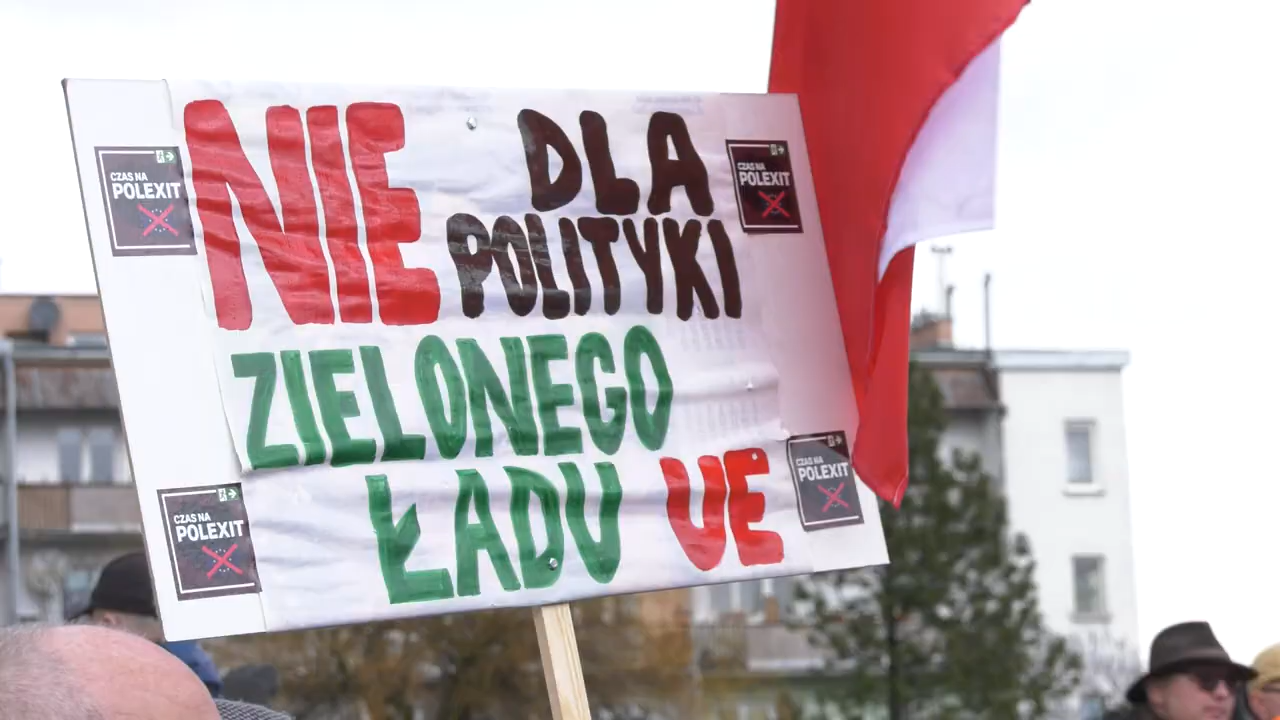 NIE DLA
POLITYKI
ZIELONEGO
ŁADU UE
CZAS NA
POLEXIT
CZAS NA
POLEXIT
CZAS NA
POLEXIT
CZAS NA
POLEXIT